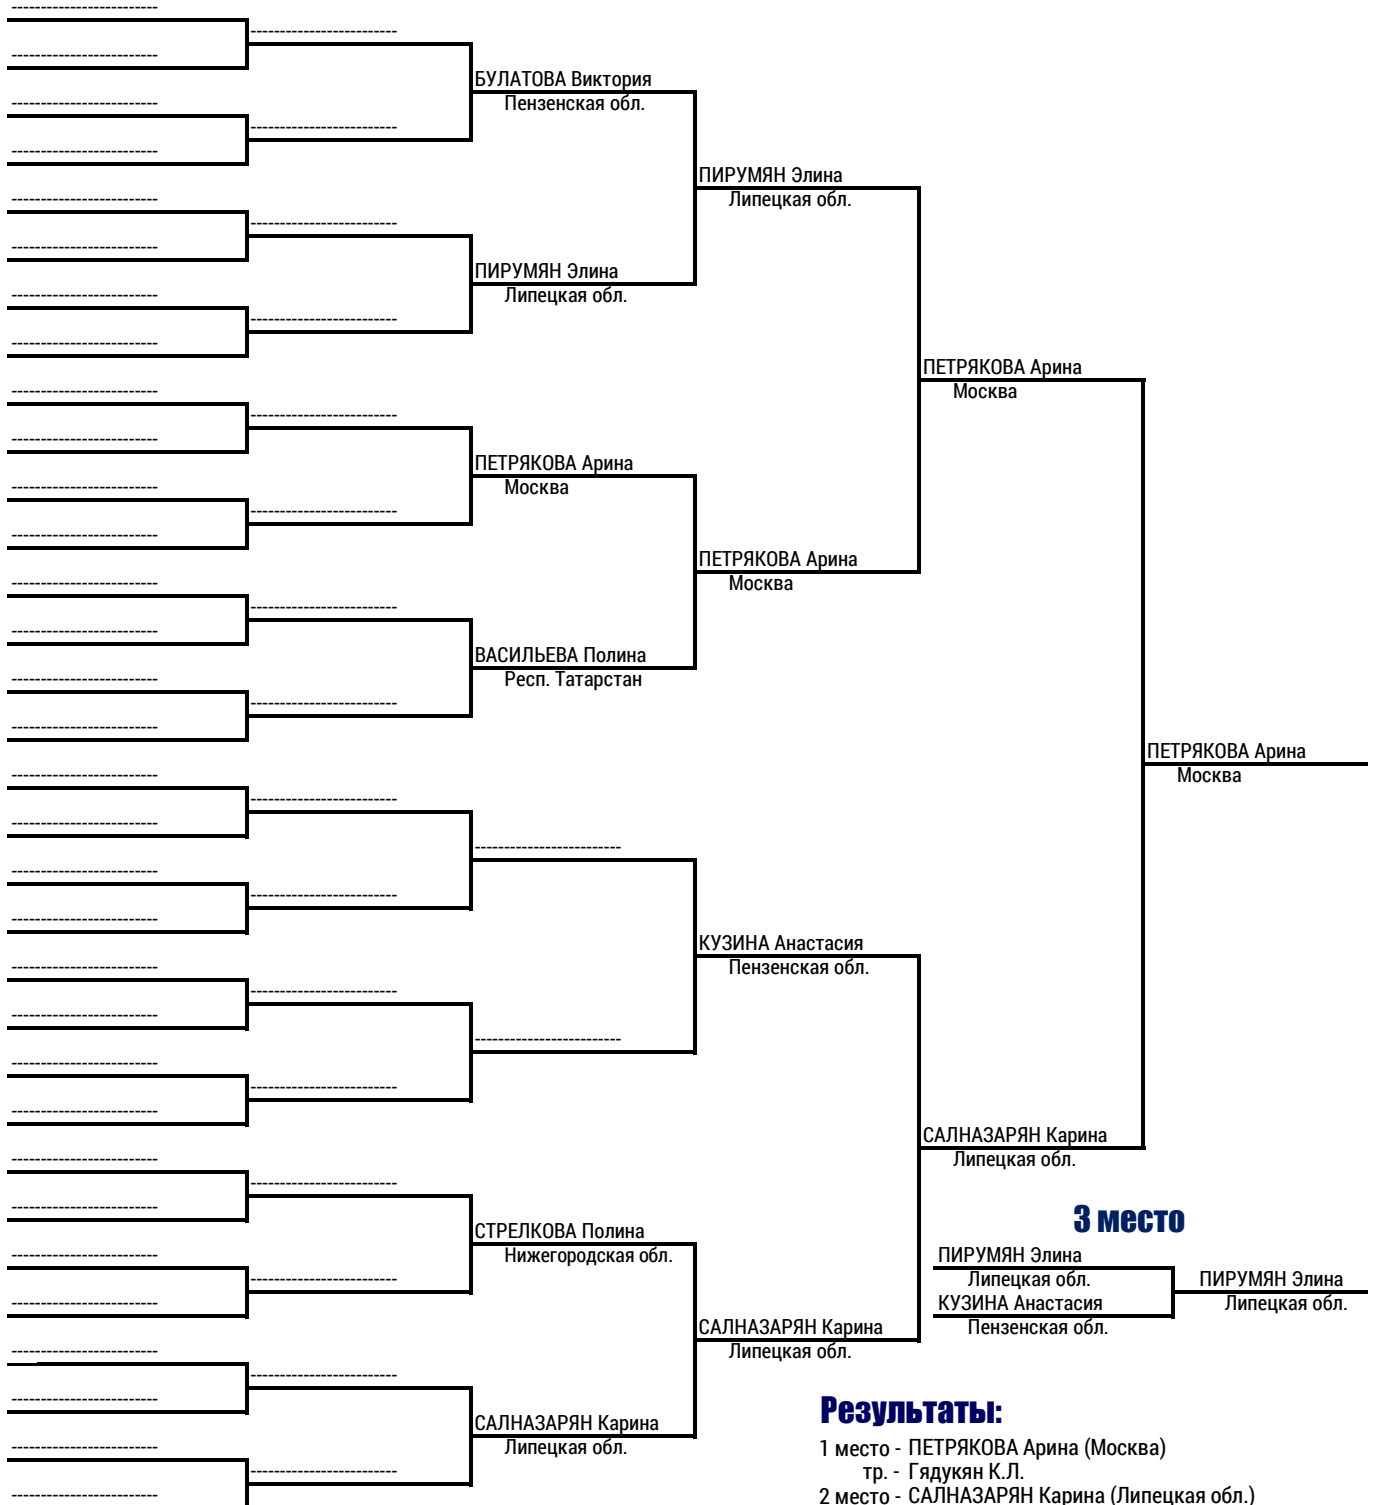 БУЛАТОВА Виктория
Пензенская обл.
ПИРУМЯН Элина
Липецкая обл.
ПИРУМЯН Элина
Липецкая обл.
ПЕТРЯКОВА Арина
Москва
ПЕТРЯКОВА Арина
Москва
ПЕТРЯКОВА Арина
Москва
ВАСИЛЬЕВА Полина
Респ. Татарстан
ПЕТРЯКОВА Арина
Москва
КУЗИНА Анастасия
Пензенская обл.
САЛНАЗАРЯН Карина
Липецкая обл.
СТРЕЛКОВА Полина
Нижегородская обл.
САЛНАЗАРЯН Карина
Липецкая обл.
САЛНАЗАРЯН Карина
Липецкая обл.
3 место
ПИРУМЯН Элина
Липецкая обл.
КУЗИНА Анастасия
Пензенская обл.
ПИРУМЯН Элина
Липецкая обл.
Результаты:
1 место - ПЕТРЯКОВА Арина (Москва)
тр. - Гядукян К.Л.
2 место - САЛНАЗАРЯН Карина (Липецкая обл.)